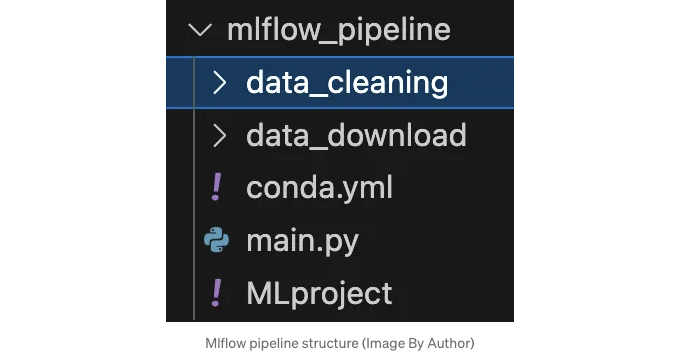 mlflow_pipeline
data_cleaning
data_download
conda.yml
main.py
MLproject
Mlflow pipeline structure (Image By Author)